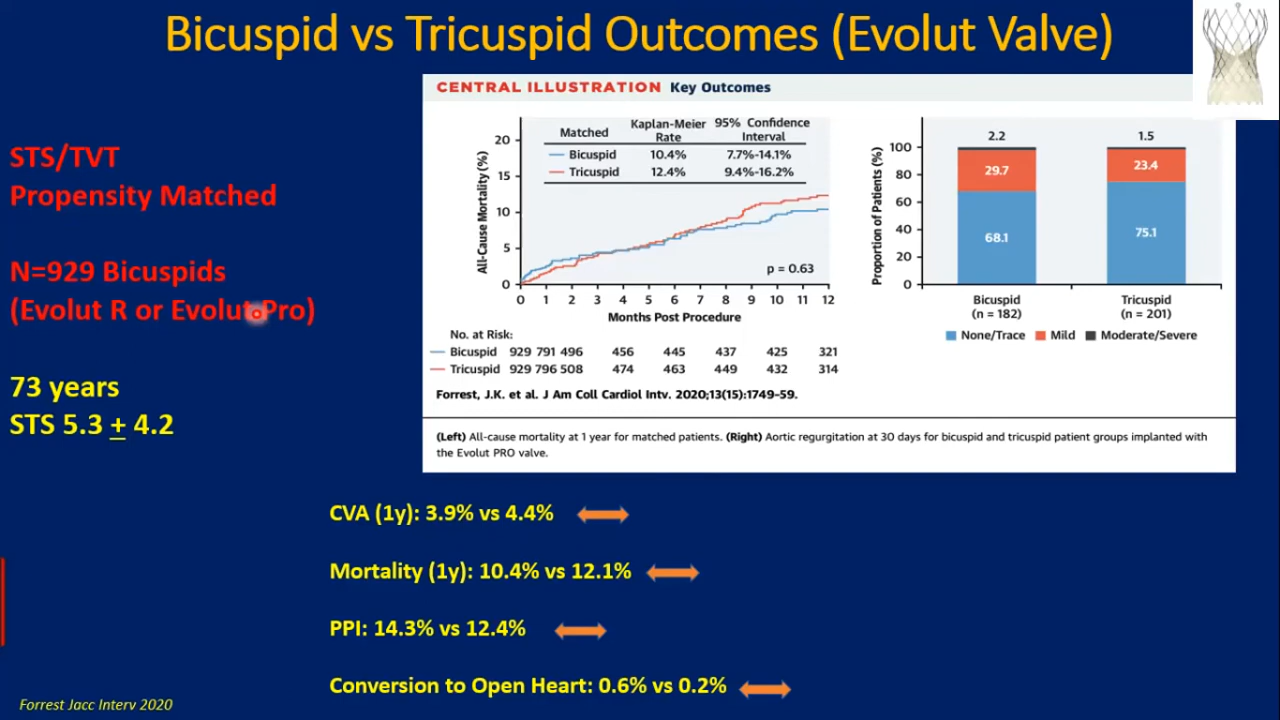 Bicuspid vs Tricuspid Outcomes (Evolut Valve)
STS/TVT
Propensity Matched
N=929 Bicuspids
(Evolut R or Evolut Pro)
73 years
STS 5.3 + 4.2
CENTRAL ILLUSTRATION Key Outcomes
All-Cause Mortality (%)
20
15
10
5
0
Matched Kaplan-Meier Rate 95% Confidence Interval
Bicuspid 10.4% 7.7%-14.1%
Tricuspid 12.4% 9.4%-16.2%
p = 0.63
0 1 2 3 4 5 6 7 8 9 10 11 12
Months Post Procedure
No. at Risk:
Bicuspid 929 791 496 456 445 437 425 321
Tricuspid 929 796 508 474 463 449 432 314
Proportion of Patients (%)
100
80
60
40
20
0
2.2 1.5
29.7 23.4
68.1 75.1
Bicuspid Tricuspid
(n = 182) (n = 201)
None/Trace Mild Moderate/Severe
Forrest, J.K. et al. J Am Coll Cardiol Intv. 2020;13(15):1749–59.
(Left) All-cause mortality at 1 year for matched patients. (Right) Aortic regurgitation at 30 days for bicuspid and tricuspid patient groups implanted with
the Evolut PRO valve.
CVA (1y): 3.9% vs 4.4%
Mortality (1y): 10.4% vs 12.1%
PPI: 14.3% vs 12.4%
Conversion to Open Heart: 0.6% vs 0.2%
Forrest Jacc Interv 2020